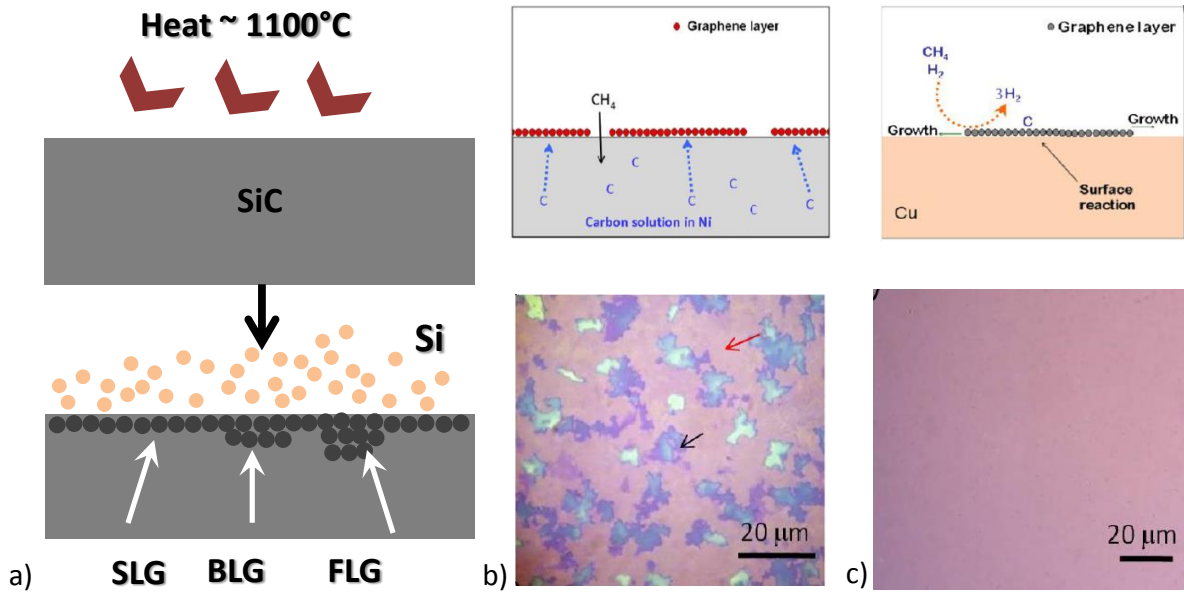 Heat ~ 1100°C
SiC
Si
SLG BLG FLG
a)
Graphene layer
CH₄
C
C
C
C
C
C
C
C
Carbon solution in Ni
20 μm
b)
Graphene layer
CH₄
H₂
3H₂
C
Growth
Growth
Surface
reaction
Cu
20 μm
c)